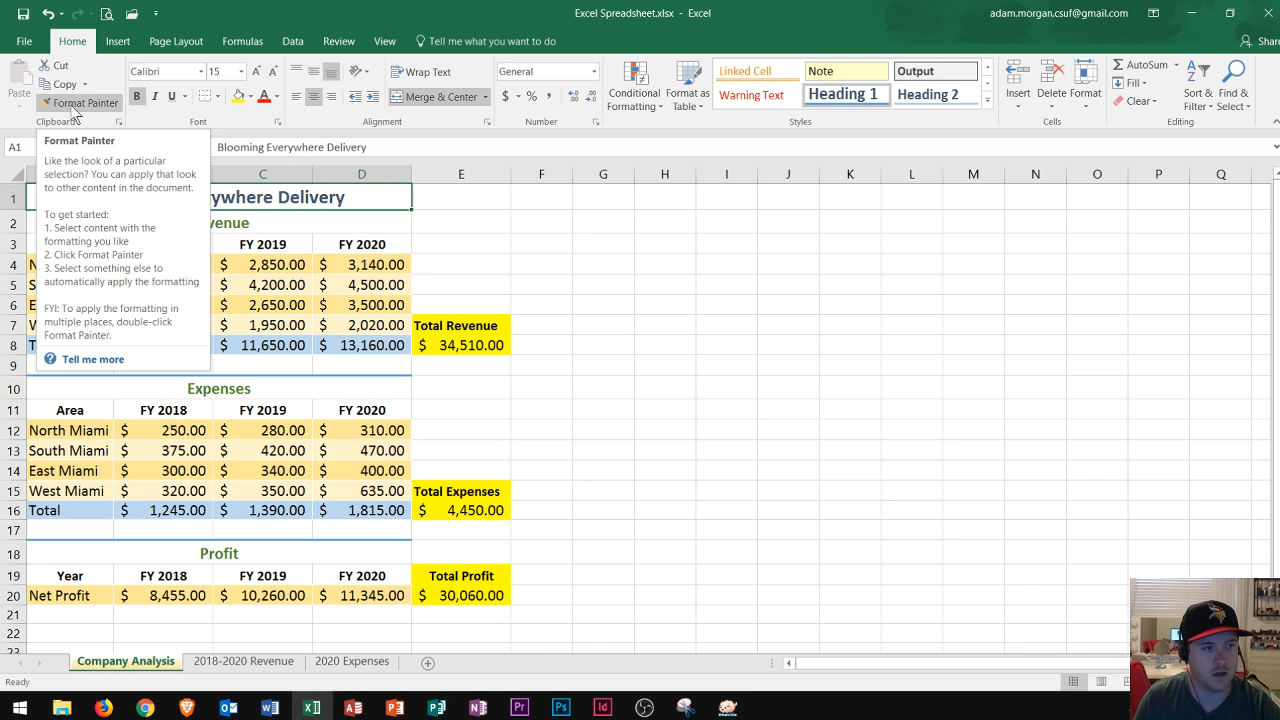 Excel Spreadsheet.xlsx - Excel
adam.morgan.csuf@gmail.com
File Home Insert Page Layout Formulas Data Review View Tell me what you want to do Share
Paste
Cut
Copy
Format Painter
Clipboard
Calibri 15
B I U
Font
Wrap Text
Merge & Center
Alignment
General
$ % ,
Number
Conditional Formatting
Format as Table
Linked Cell Note Output
Warning Text Heading 1 Heading 2
Styles
Insert Delete Format
Cells
AutoSum
Fill
Clear
Sort & Filter
Find & Select
Editing
A1 Blooming Everywhere Delivery
Format Painter
Like the look of a particular
selection? You can apply that look
to other content in the document.
To get started:
1. Select content with the
formatting you like
2. Click Format Painter
3. Select something else to
automatically apply the formatting
FYI: To apply the formatting in
multiple places, double-click
Format Painter.
Tell me more
C D E F G H I J K L M N O P Q
1 ywhere Delivery
2 venue
3 FY 2019 FY 2020
4 N $ 2,850.00 $ 3,140.00
5 S $ 4,200.00 $ 4,500.00
6 E $ 2,650.00 $ 3,500.00
7 W $ 1,950.00 $ 2,020.00 Total Revenue
8 T $ 11,650.00 $ 13,160.00 $ 34,510.00
9
10 Expenses
11 Area FY 2018 FY 2019 FY 2020
12 North Miami $ 250.00 $ 280.00 $ 310.00
13 South Miami $ 375.00 $ 420.00 $ 470.00
14 East Miami $ 300.00 $ 340.00 $ 400.00
15 West Miami $ 320.00 $ 350.00 $ 635.00 Total Expenses
16 Total $ 1,245.00 $ 1,390.00 $ 1,815.00 $ 4,450.00
17
18 Profit
19 Year FY 2018 FY 2019 FY 2020 Total Profit
20 Net Profit $ 8,455.00 $ 10,260.00 $ 11,345.00 $ 30,060.00
21
22
23
Company Analysis 2018-2020 Revenue 2020 Expenses
Ready